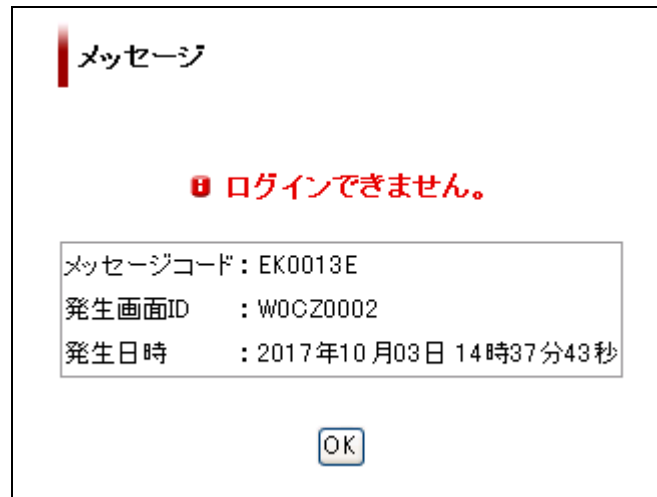 メッセージ
ログインできません。
メッセージコード：EK0013E
発生画面ID　：W0CZ0002
発生日時　：2017年10月03日 14時37分43秒
OK